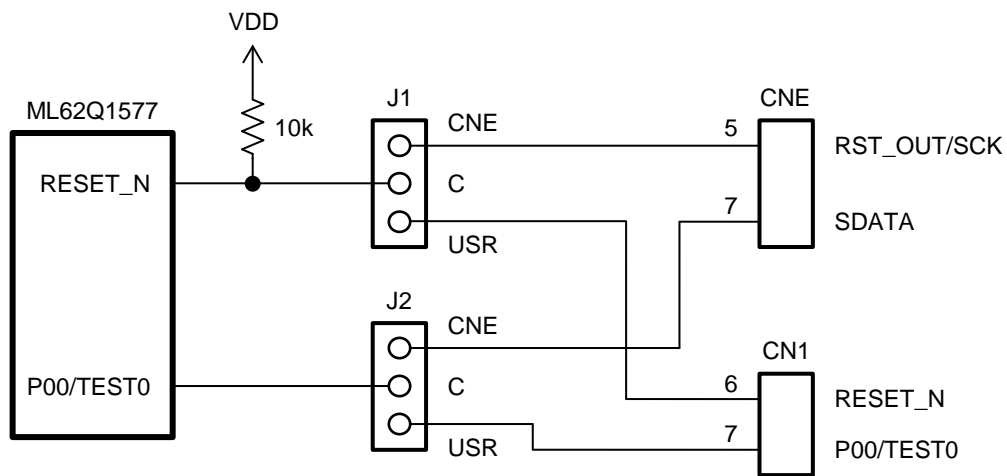 VDD
ML62Q1577
10k
J1
CNE
CNE
5
RST_OUT/SCK
RESET_N
C
7
SDATA
USR
J2
CNE
CN1
P00/TEST0
C
6
RESET_N
USR
7
P00/TEST0